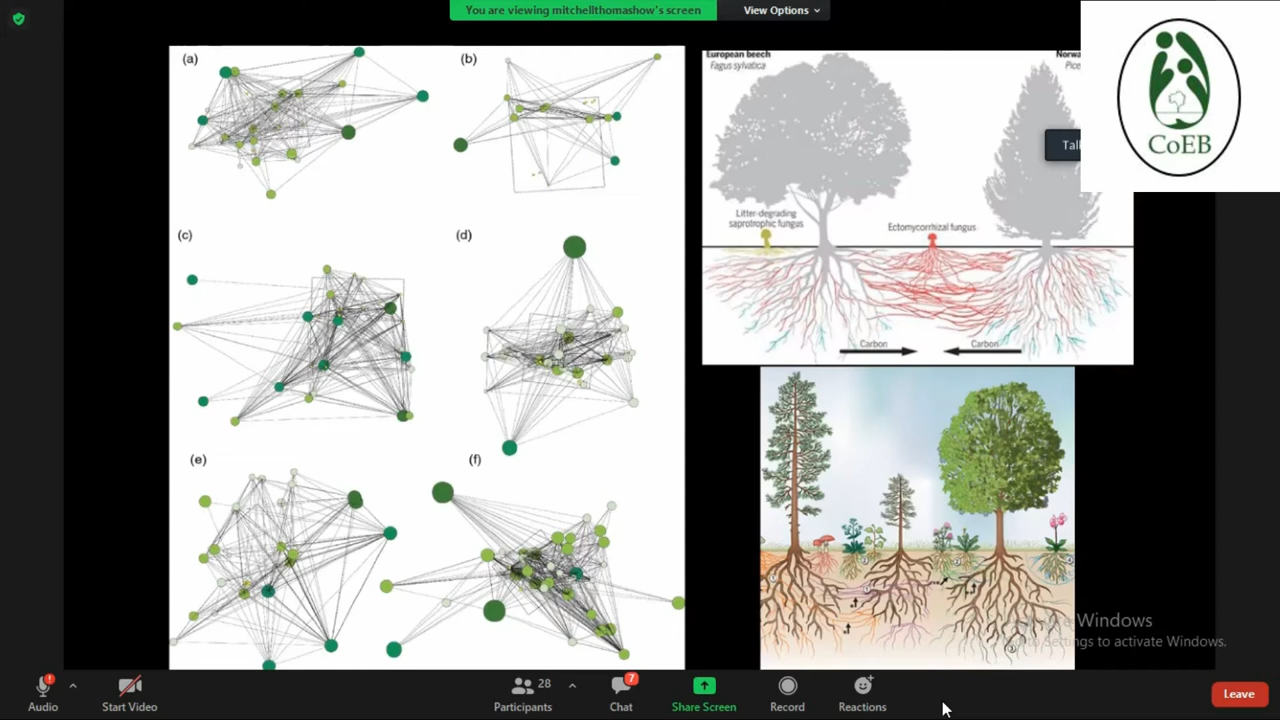 You are viewing mitchellthomashow's screen
View Options
(a)
(b)
(c)
(d)
(e)
(f)
European beech
Fagus sylvatica
Litter-degrading
saprotrophic fungus
Ectomycorrhizal fungus
Carbon
Carbon
CoEB
Windows
to activate Windows.
Audio
Start Video
28
Participants
7
Chat
Share Screen
Record
Reactions
Leave